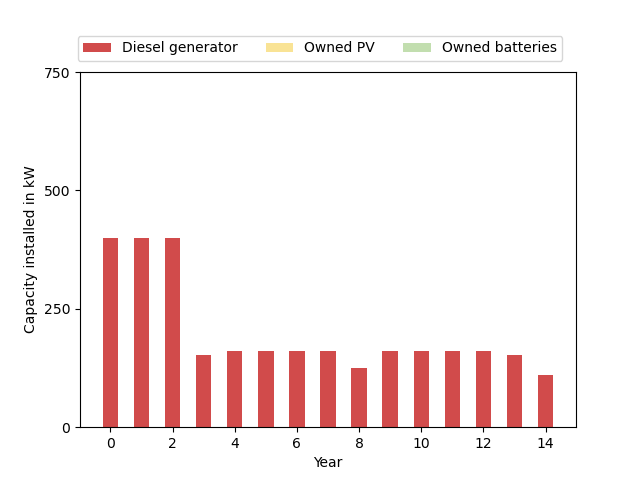 Diesel generator Owned PV Owned batteries
750
500
250
0
Capacity installed in kW
0 2 4 6 8 10 12 14
Year